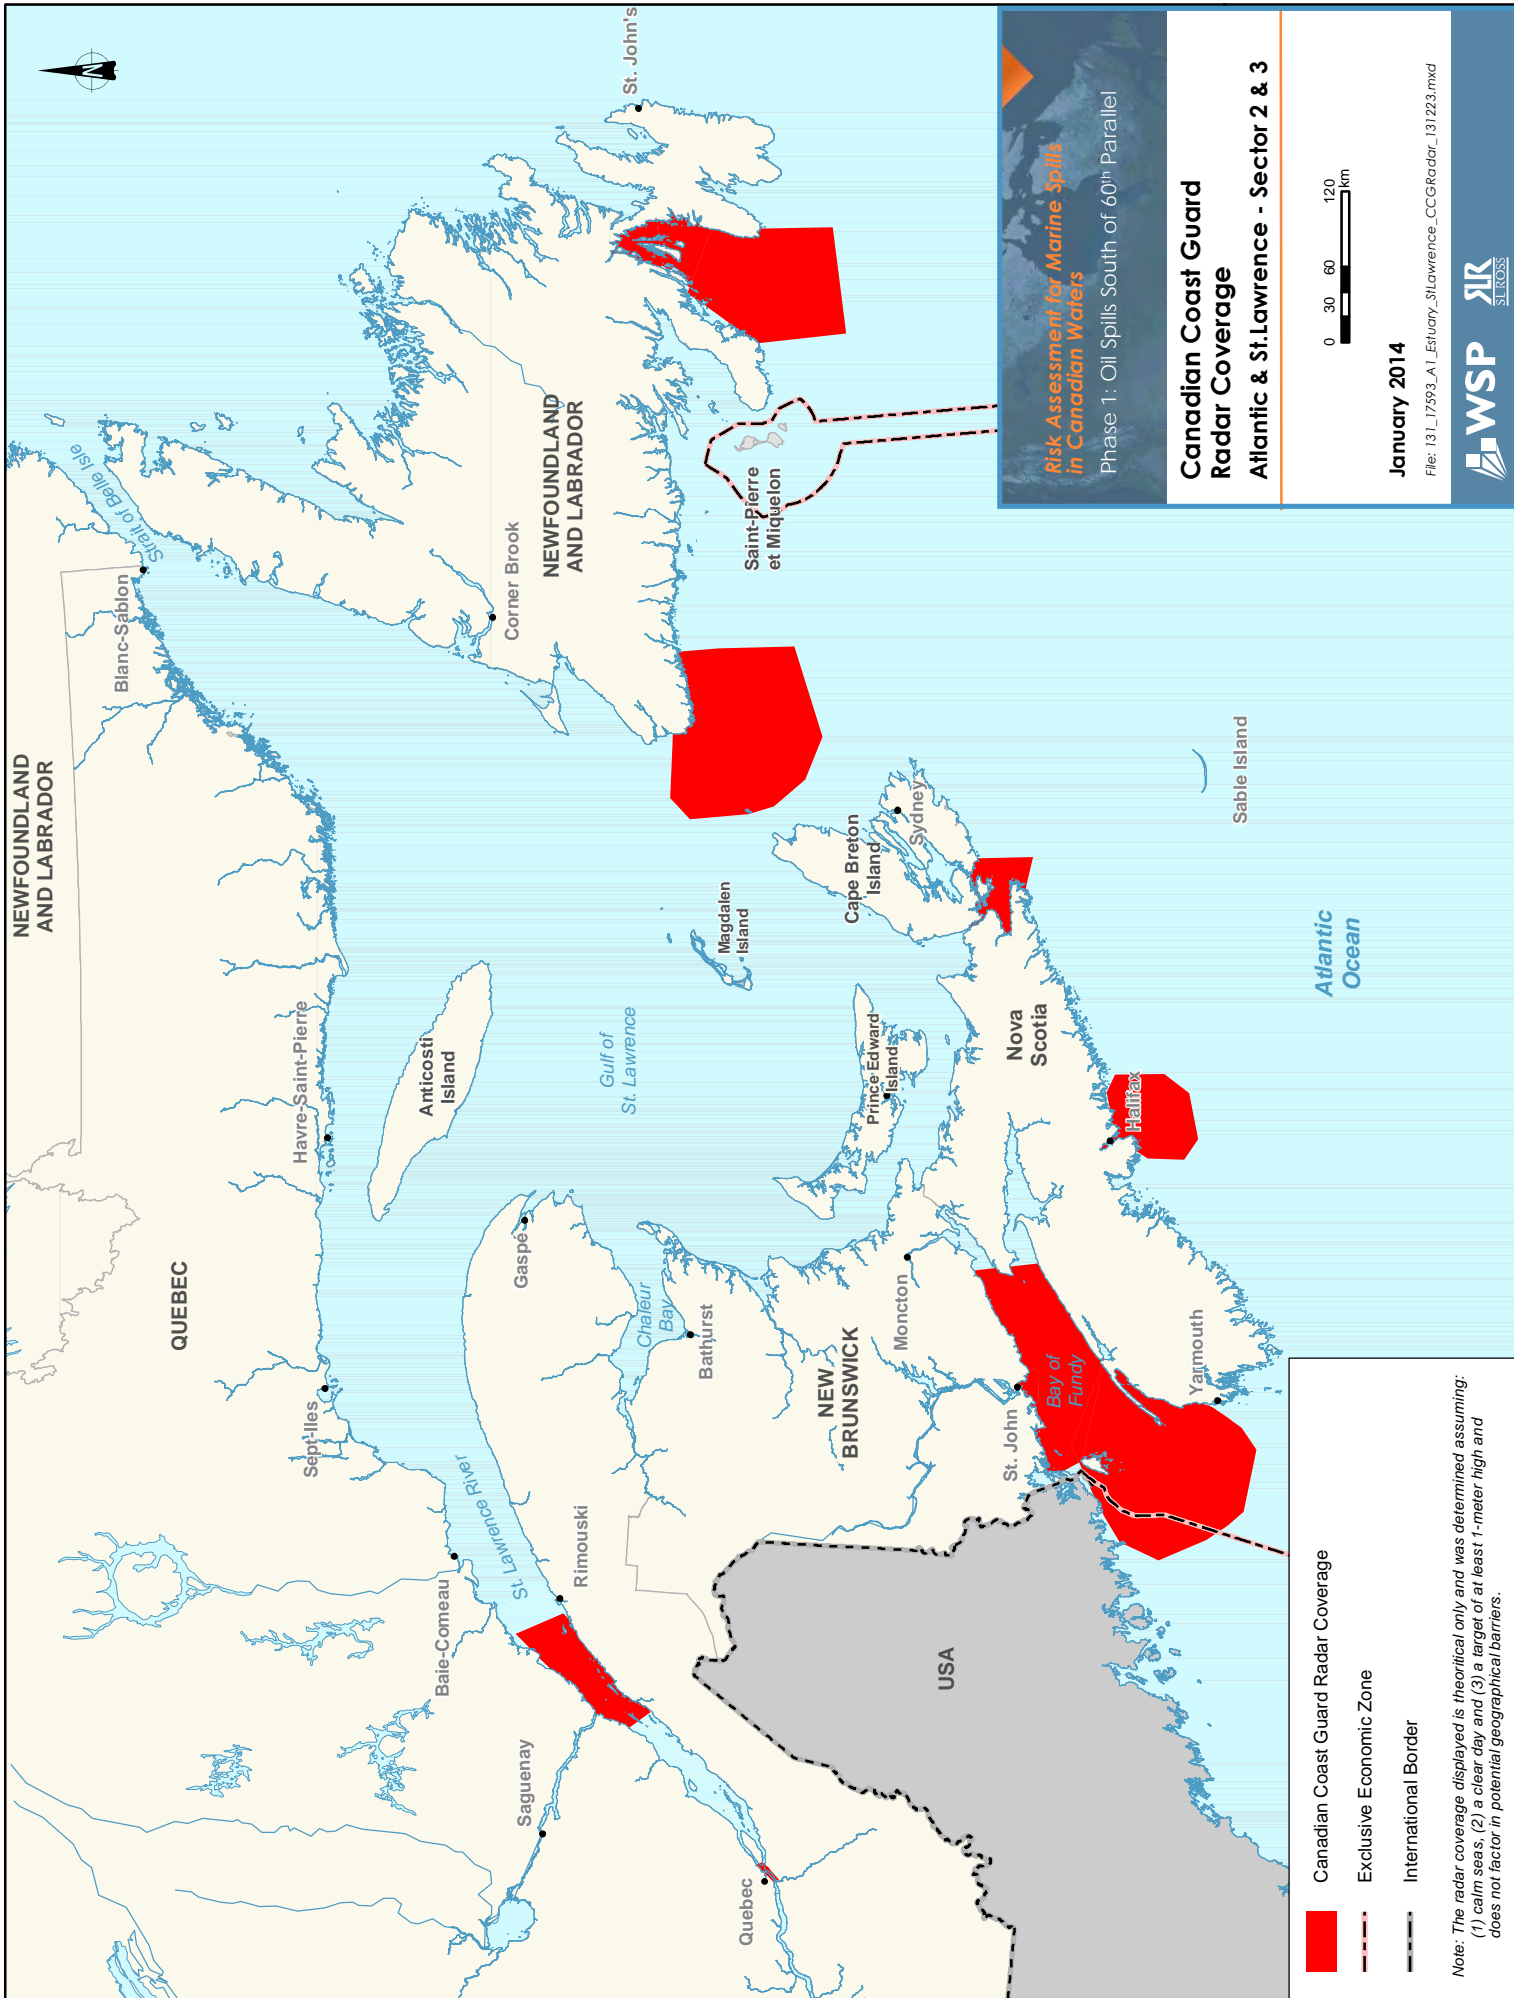 N
NEWFOUNDLAND
AND LABRADOR
QUEBEC
Blanc-Sablon
Strait of Belle Isle
Havre-Saint-Pierre
Sept-Iles
Anticosti
Island
Baie-Comeau
St. Lawrence River
Gaspé
Corner Brook
NEWFOUNDLAND
AND LABRADOR
St. John's
Saguenay
Rimouski
Gulf of
St. Lawrence
Chaleur
Bay
Bathurst
Magdalen
Island
Saint-Pierre
et Miquelon
Quebec
NEW
BRUNSWICK
Moncton
Prince Edward
Island
Cape Breton
Island
Sydney
USA
St. John
Bay of
Fundy
Nova
Scotia
Halifax
Yarmouth
Sable Island
Atlantic
Ocean
Canadian Coast Guard Radar Coverage
Exclusive Economic Zone
International Border
Note: The radar coverage displayed is theoritical only and was determined assuming:
(1) calm seas, (2) a clear day and (3) a target of at least 1-meter high and
does not factor in potential geographical barriers.
Risk Assessment for Marine Spills
in Canadian Waters
Phase 1 : Oil Spills South of 60th Parallel
Canadian Coast Guard
Radar Coverage
Atlantic & St.Lawrence - Sector 2 & 3
0 30 60 120
km
January 2014
File: 131_17593_A1_Estuary_StLawrence_CCGRadar_131223.mxd
WSP
SLR
SL ROSS